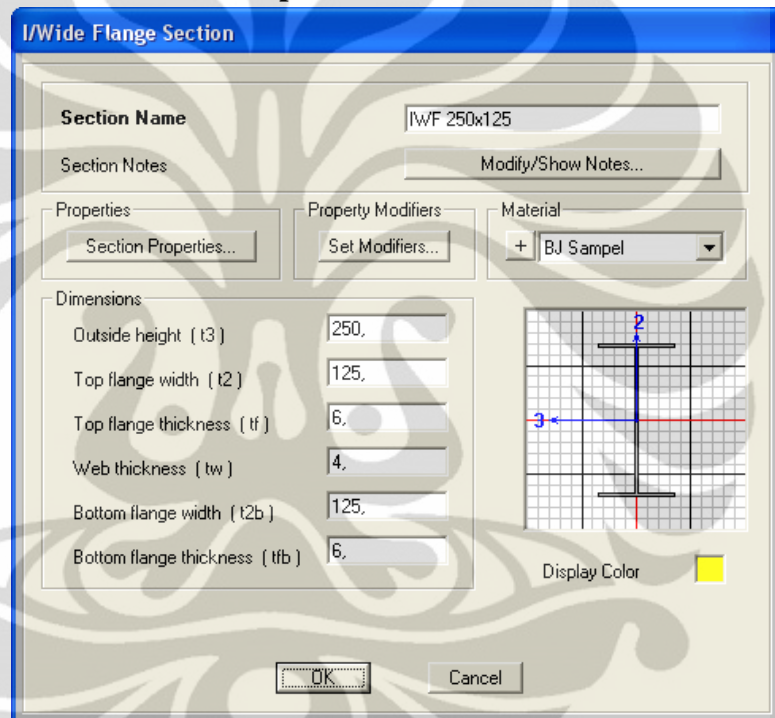 I/Wide Flange Section
Section Name
IWF 250x125
Section Notes
Modify/Show Notes...
Properties
Property Modifiers
Material
Section Properties...
Set Modifiers...
+
BJ Sampel
Dimensions
Outside height ( t3 )
250,
Top flange width ( t2 )
125,
Top flange thickness ( tf )
6,
Web thickness ( tw )
4,
Bottom flange width ( t2b )
125,
Bottom flange thickness ( tfb )
6,
2
3
Display Color
OK
Cancel